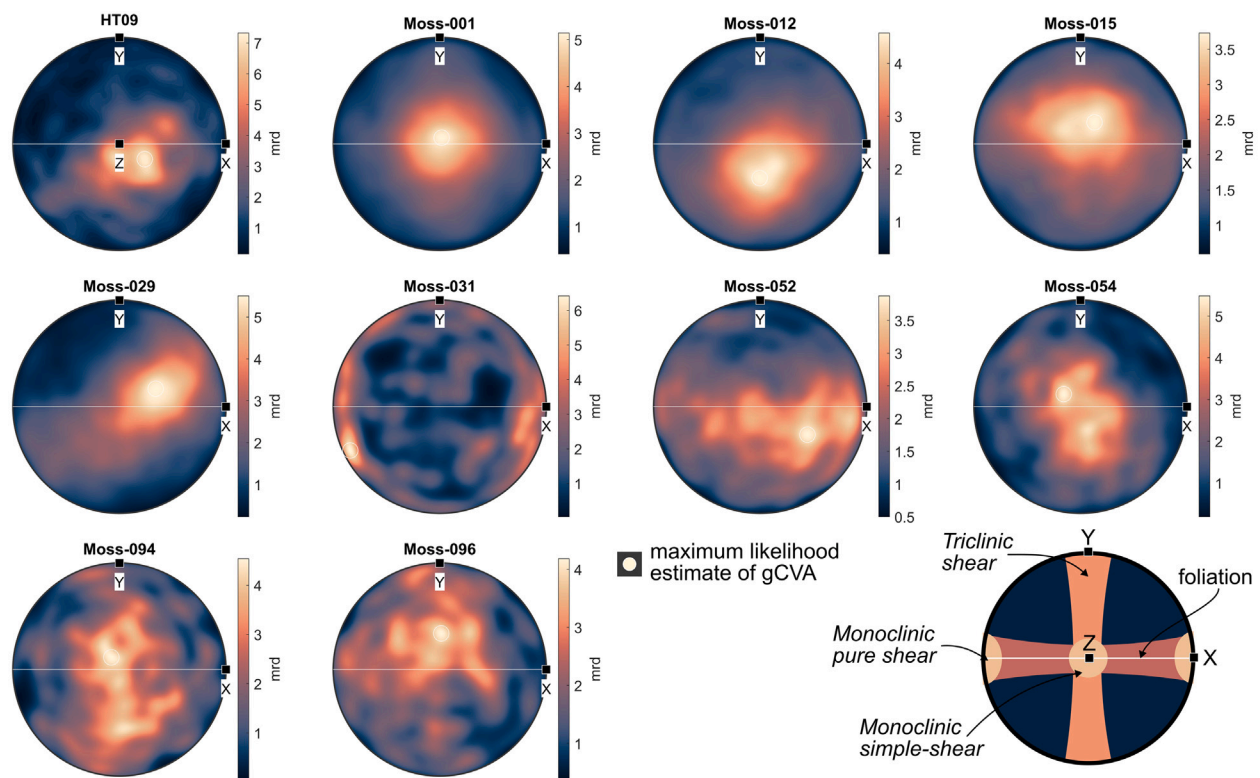 HT09
Y
Z
X
7
6
5
4
3
2
1
mrd
Moss-001
Y
X
5
4
3
2
1
mrd
Moss-012
Y
X
4
3
2
1
mrd
Moss-015
Y
X
3.5
3
2.5
2
1.5
1
mrd
Moss-029
Y
X
5
4
3
2
1
mrd
Moss-031
Y
X
6
5
4
3
2
1
mrd
Moss-052
Y
X
3.5
3
2.5
2
1.5
1
0.5
mrd
Moss-054
Y
X
5
4
3
2
1
mrd
Moss-094
Y
X
4
3
2
1
mrd
Moss-096
Y
X
4
3
2
1
mrd
maximum likelihood
estimate of gCVA
Triclinic
shear
Y
foliation
Monoclinic
pure shear
Z
X
Monoclinic
simple-shear